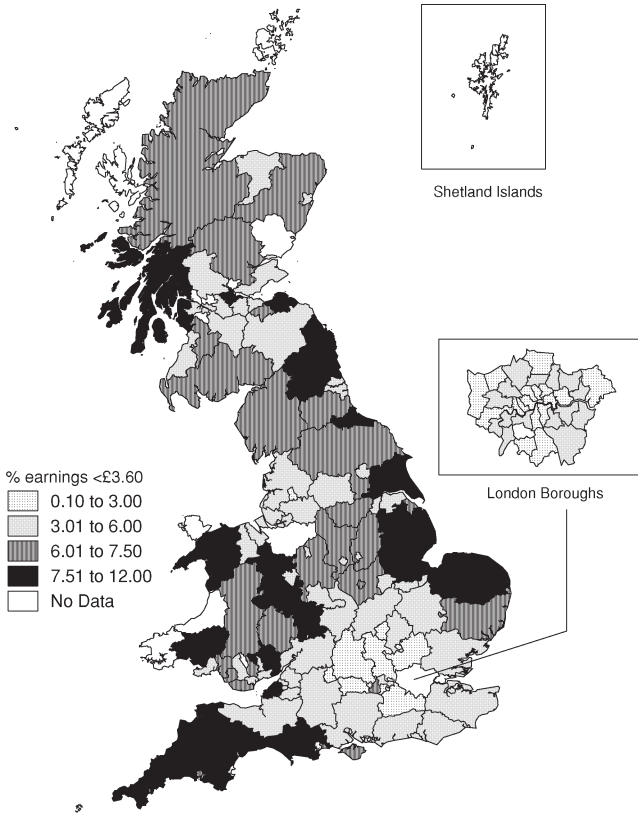 Shetland Islands
London Boroughs
% earnings <£3.60
0.10 to 3.00
3.01 to 6.00
6.01 to 7.50
7.51 to 12.00
No Data